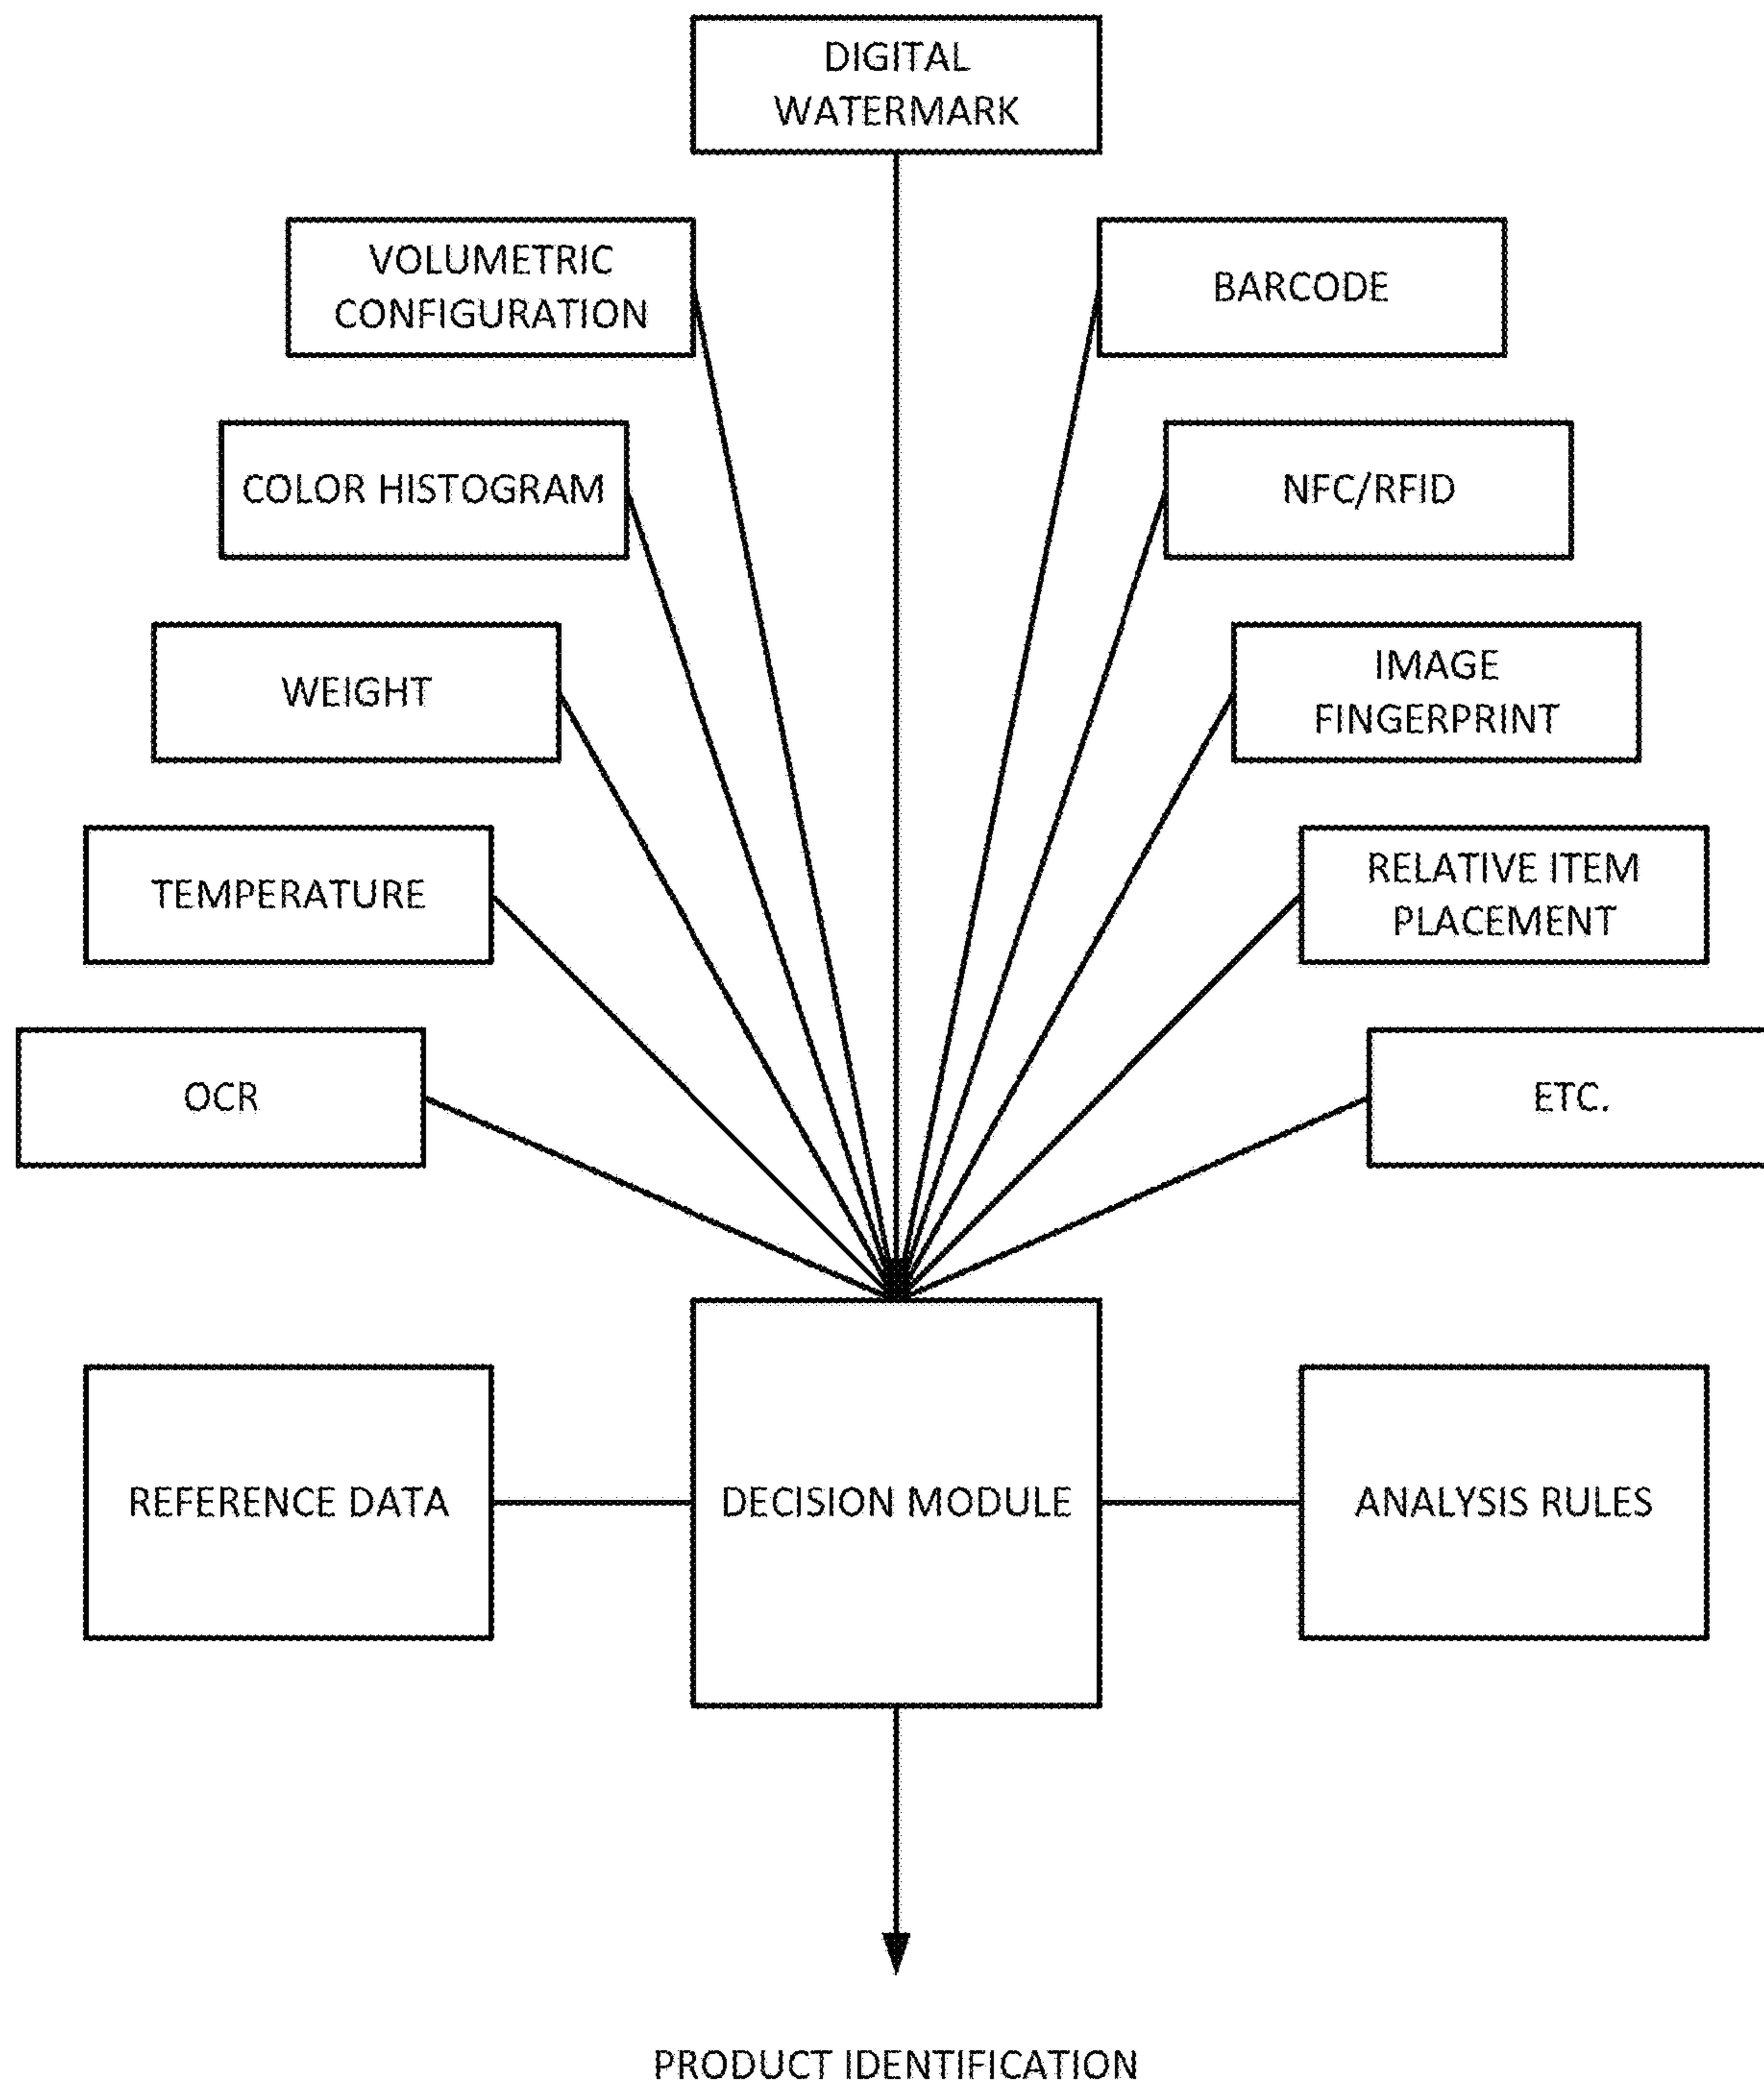 DIGITAL
WATERMARK
VOLUMETRIC
CONFIGURATION
BARCODE
COLOR HISTOGRAM
NFC/RFID
WEIGHT
IMAGE
FINGERPRINT
TEMPERATURE
RELATIVE ITEM
PLACEMENT
OCR
ETC.
REFERENCE DATA
DECISION MODULE
ANALYSIS RULES
PRODUCT IDENTIFICATION